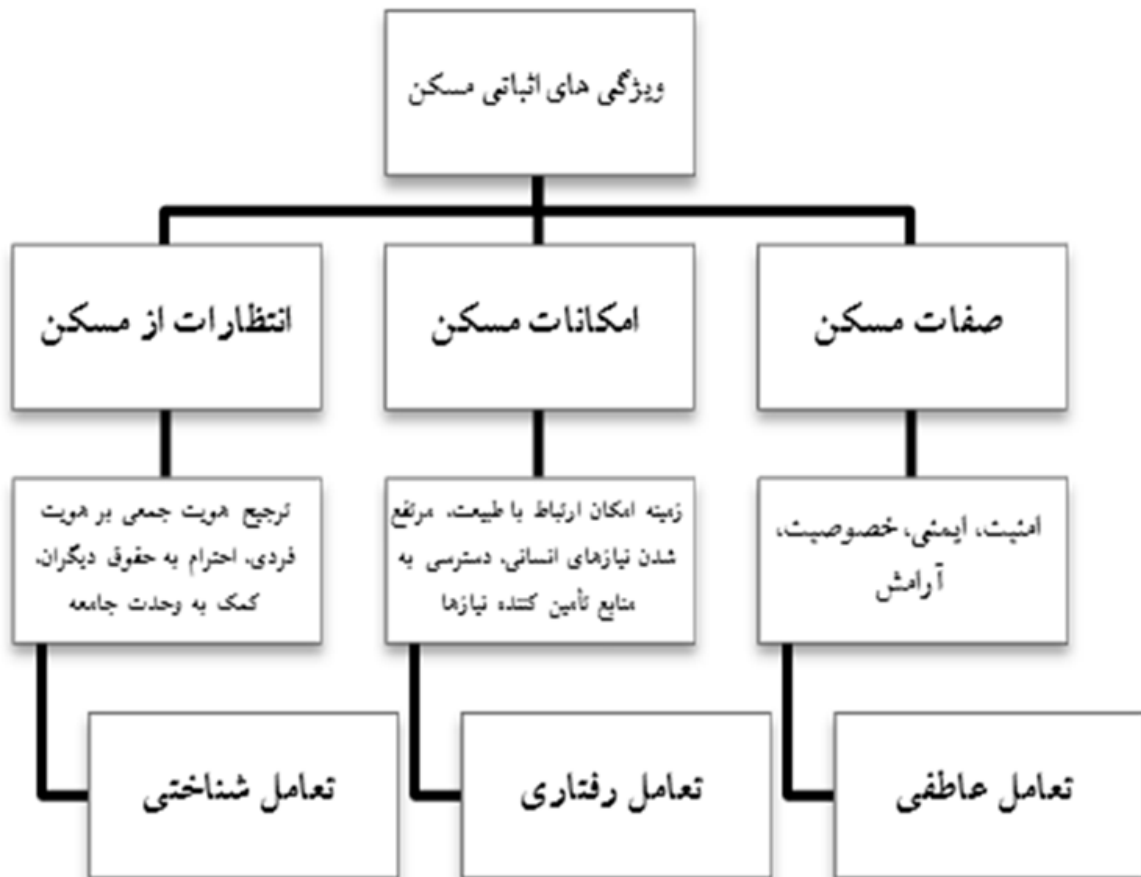 ویژگی های اثباتی مسکن
صفات مسکن
امکانات مسکن
انتظارات از مسکن
امنیت، ایمنی، خصوصیت،
آرامش
زمینه امکان ارتباط با طبیعت، مرتفع
شدن نیازهای انسانی، دسترسی به
منابع تأمین کننده نیازها
ترجیح هویت جمعی بر هویت
فردی، احترام به حقوق دیگران،
کمک به وحدت جامعه
تعامل عاطفی
تعامل رفتاری
تعامل شناختی